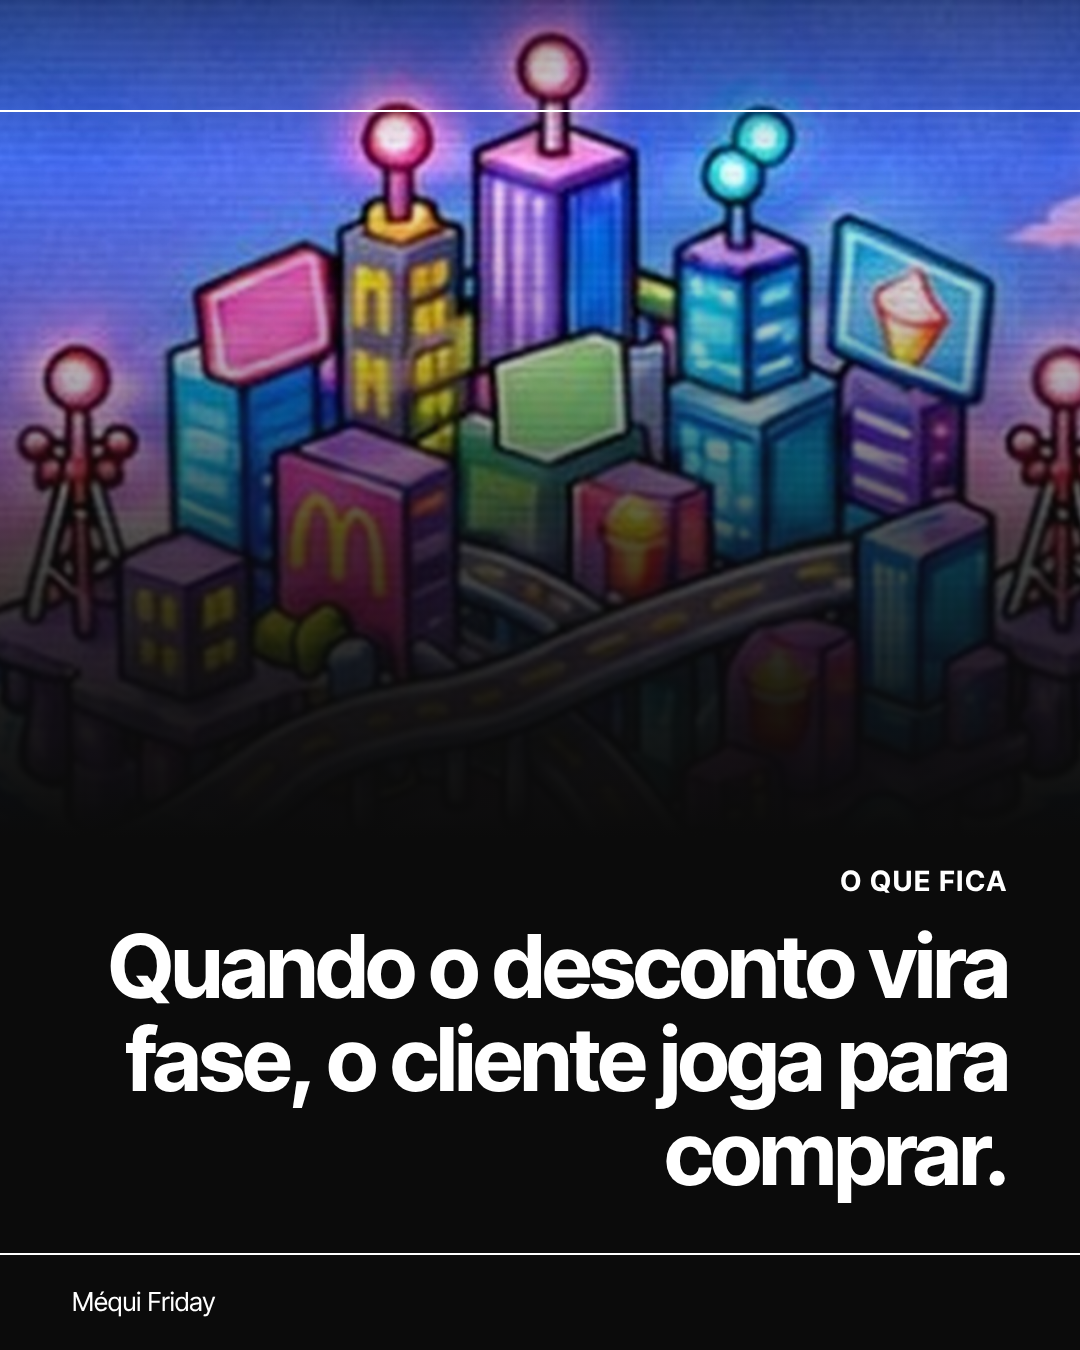 O QUE FICA
Quando o desconto vira
fase, o cliente joga para
comprar.
Méqui Friday